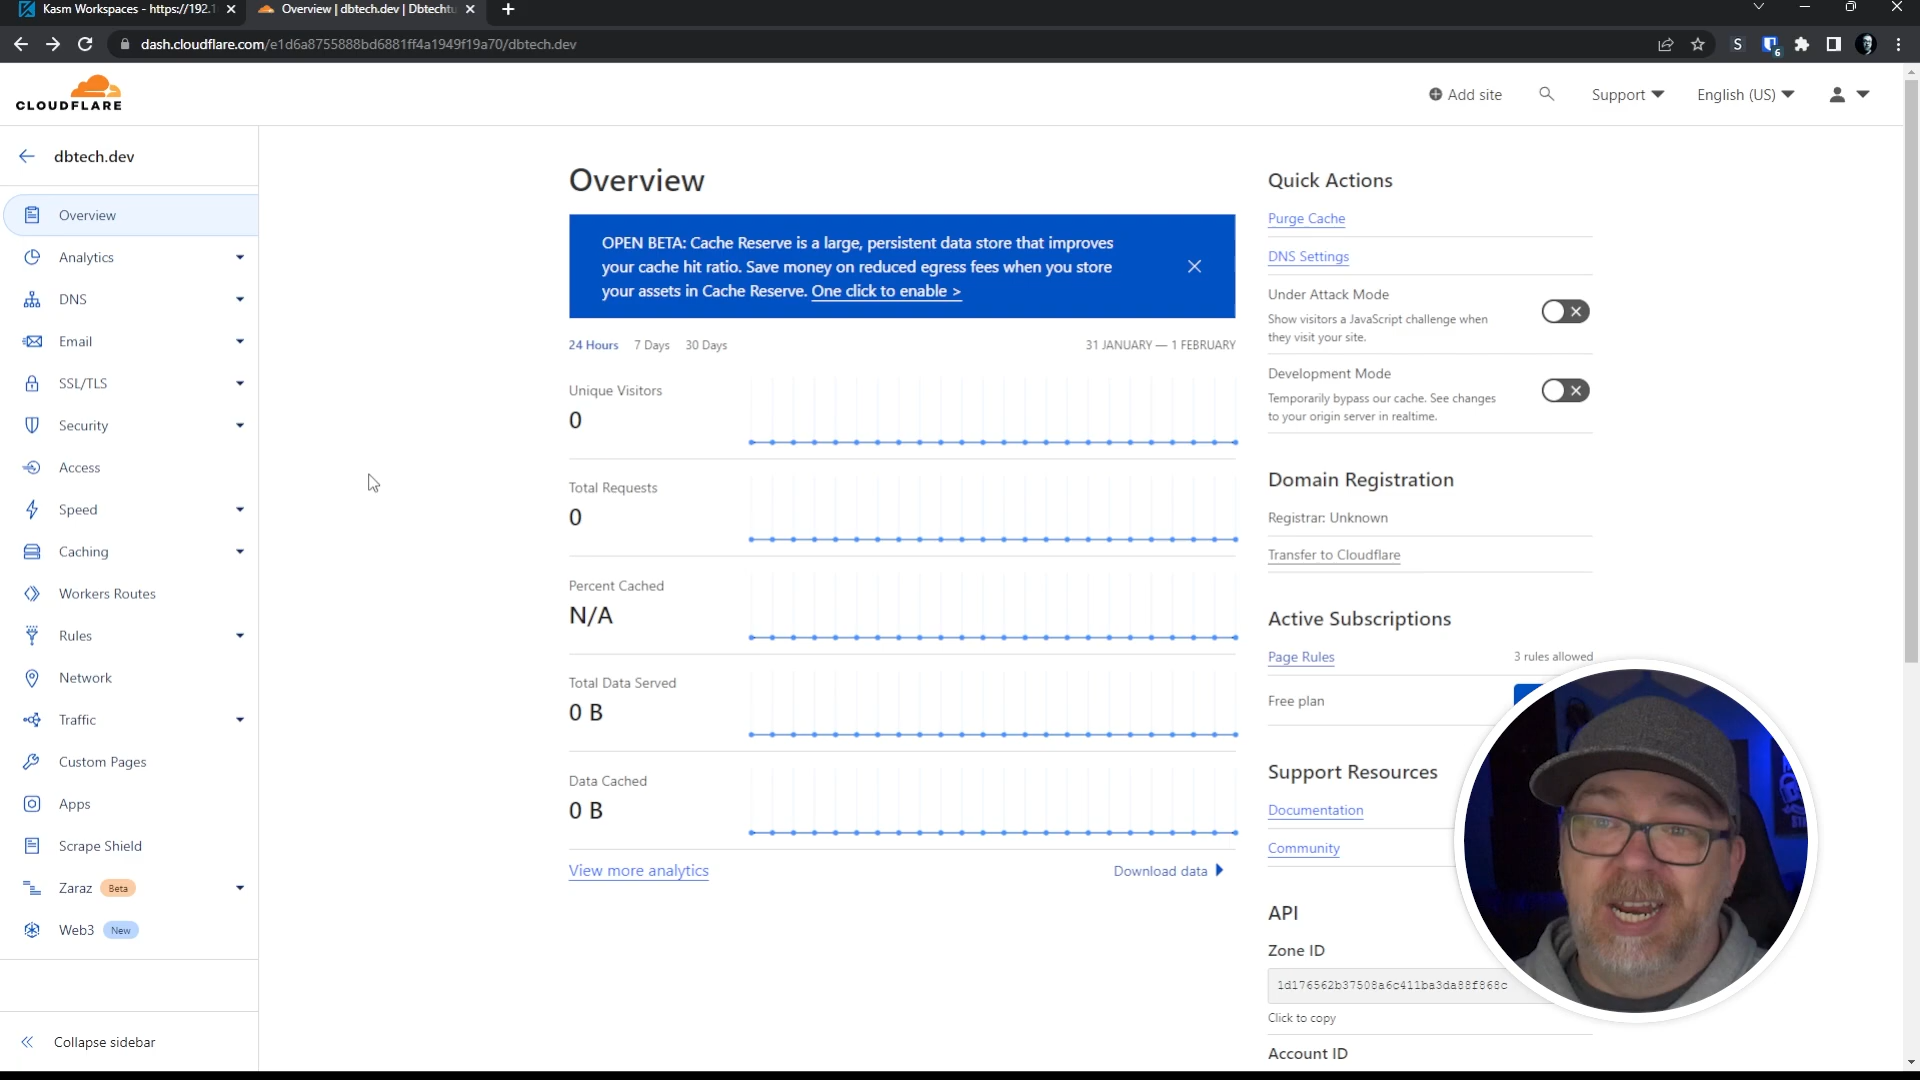 Kasm Workspaces - https://192.1
Overview | dbtech.dev | Dbtechtu
dash.cloudflare.com/e1d6a8755888bd6881ff4a1949f19a70/dbtech.dev
S
6
CLOUDFLARE
Add site
Support
English (US)
dbtech.dev
Overview
Analytics
DNS
Email
SSL/TLS
Security
Access
Speed
Caching
Workers Routes
Rules
Network
Traffic
Custom Pages
Apps
Scrape Shield
Zaraz Beta
Web3 New
Collapse sidebar
Overview
OPEN BETA: Cache Reserve is a large, persistent data store that improves
your cache hit ratio. Save money on reduced egress fees when you store
your assets in Cache Reserve. One click to enable >
24 Hours 7 Days 30 Days
31 JANUARY — 1 FEBRUARY
Unique Visitors
0
Total Requests
0
Percent Cached
N/A
Total Data Served
0 B
Data Cached
0 B
View more analytics
Download data
Quick Actions
Purge Cache
DNS Settings
Under Attack Mode
Show visitors a JavaScript challenge when
they visit your site.
Development Mode
Temporarily bypass our cache. See changes
to your origin server in realtime.
Domain Registration
Registrar: Unknown
Transfer to Cloudflare
Active Subscriptions
Page Rules
3 rules allowed
Free plan
Support Resources
Documentation
Community
API
Zone ID
1d176562b37508a6c411ba3da88f868c
Click to copy
Account ID